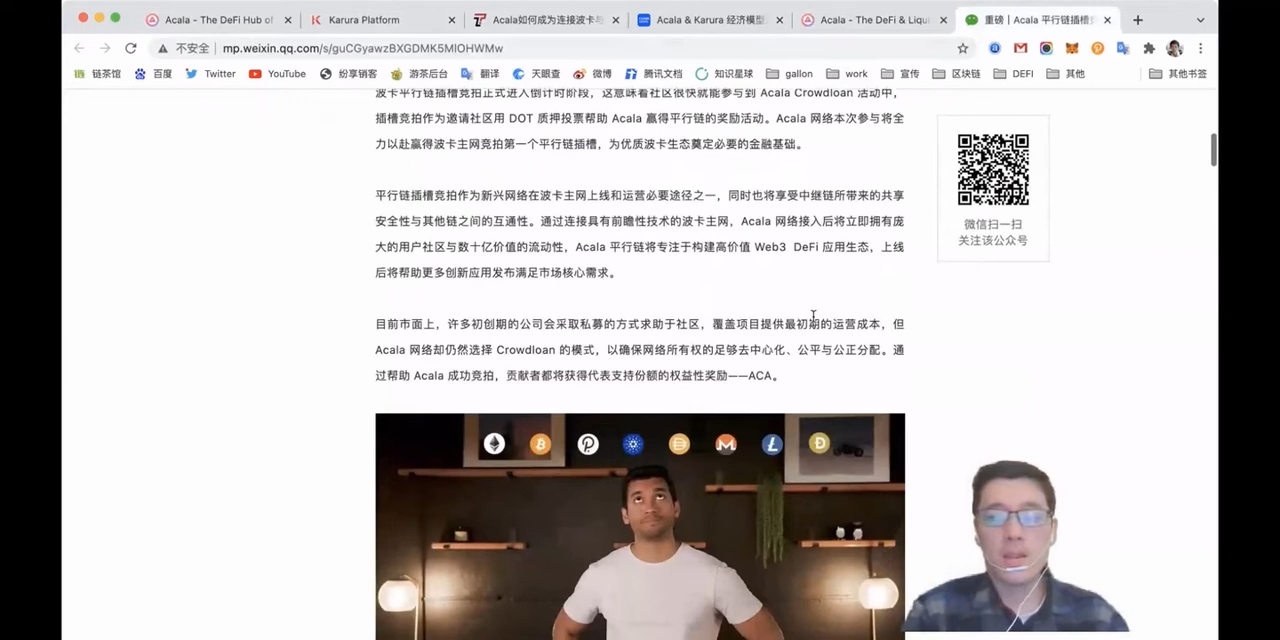 Acala - The DeFi Hub of
Karura Platform
Acala如何成为连接波卡与
Acala & Karura 经济模型
Acala - The DeFi & Liqui
重磅 | Acala 平行链插槽
不安全
mp.weixin.qq.com/s/guCGyawzBXGDMK5MlOHWMw
链茶馆
百度
Twitter
YouTube
纷享销客
游茶后台
翻译
天眼查
微博
腾讯文档
知识星球
gallon
work
宣传
区块链
DEFI
其他
其他书签
波卡平行链插槽竞拍正式进入倒计时阶段，这意味着社区很快就能参与到 Acala Crowdloan 活动中，
插槽竞拍作为邀请社区用 DOT 质押投票帮助 Acala 赢得平行链的奖励活动。Acala 网络本次参与将全
力以赴赢得波卡主网竞拍第一个平行链插槽，为优质波卡生态奠定必要的金融基础。
平行链插槽竞拍作为新兴网络在波卡主网上线和运营必要途径之一，同时也将享受中继链所带来的共享
安全性与其他链之间的互通性。通过连接具有前瞻性技术的波卡主网，Acala 网络接入后将立即拥有庞
大的用户社区与数十亿价值的流动性，Acala 平行链将专注于构建高价值 Web3 DeFi 应用生态，上线
后将帮助更多创新应用发布满足市场核心需求。
目前市面上，许多初创期的公司会采取私募的方式求助于社区，覆盖项目提供最初期的运营成本，但
Acala 网络却仍然选择 Crowdloan 的模式，以确保网络所有权的足够去中心化、公平与公正分配。通
过帮助 Acala 成功竞拍，贡献者都将获得代表支持份额的权益性奖励——ACA。
微信扫一扫
关注该公众号